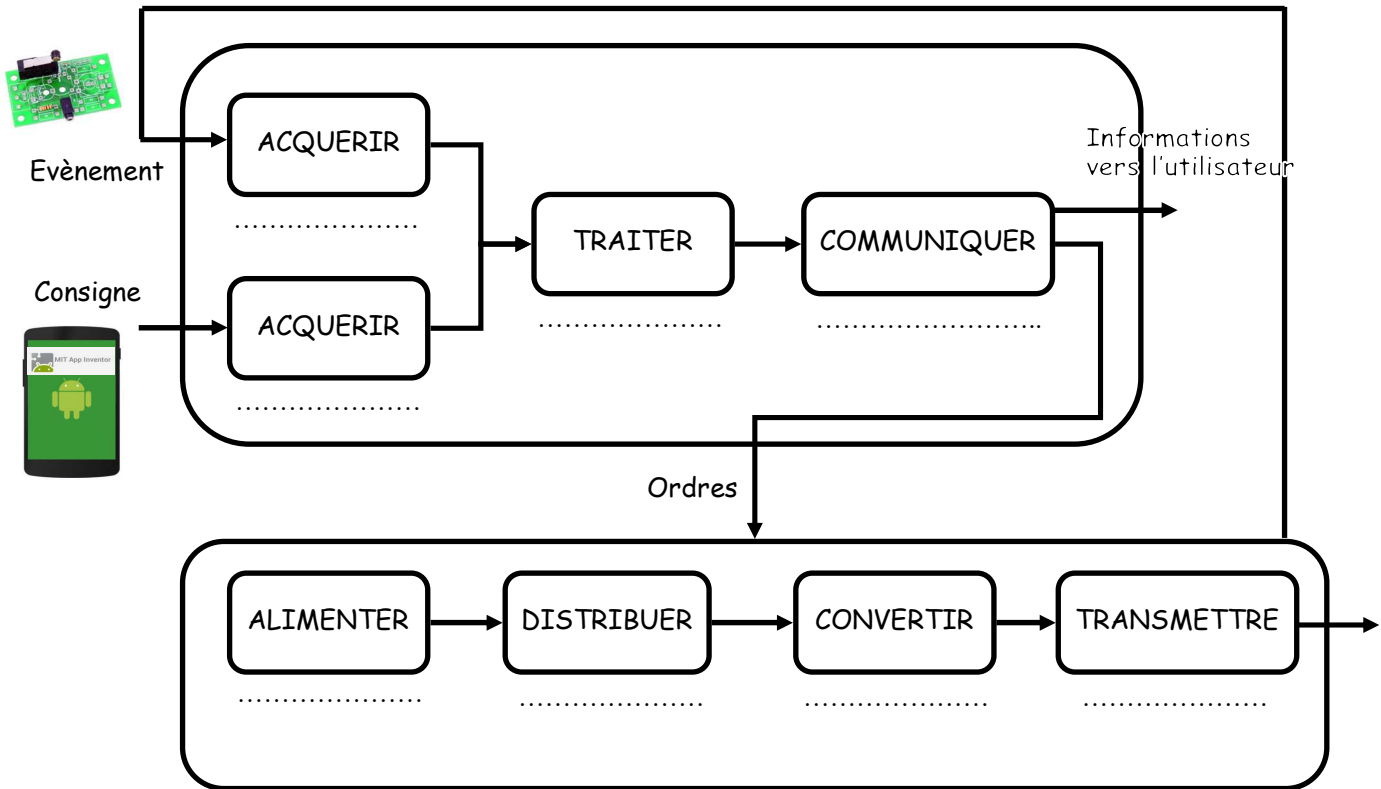 ACQUERIR
Evènement
.....................
Informations
vers l'utilisateur
TRAITER
COMMUNIQUER
Consigne
ACQUERIR
.....................
.........................
MIT App Inventor
.....................
Ordres
ALIMENTER
DISTRIBUER
CONVERTIR
TRANSMETTRE
.....................
.....................
.....................
.....................